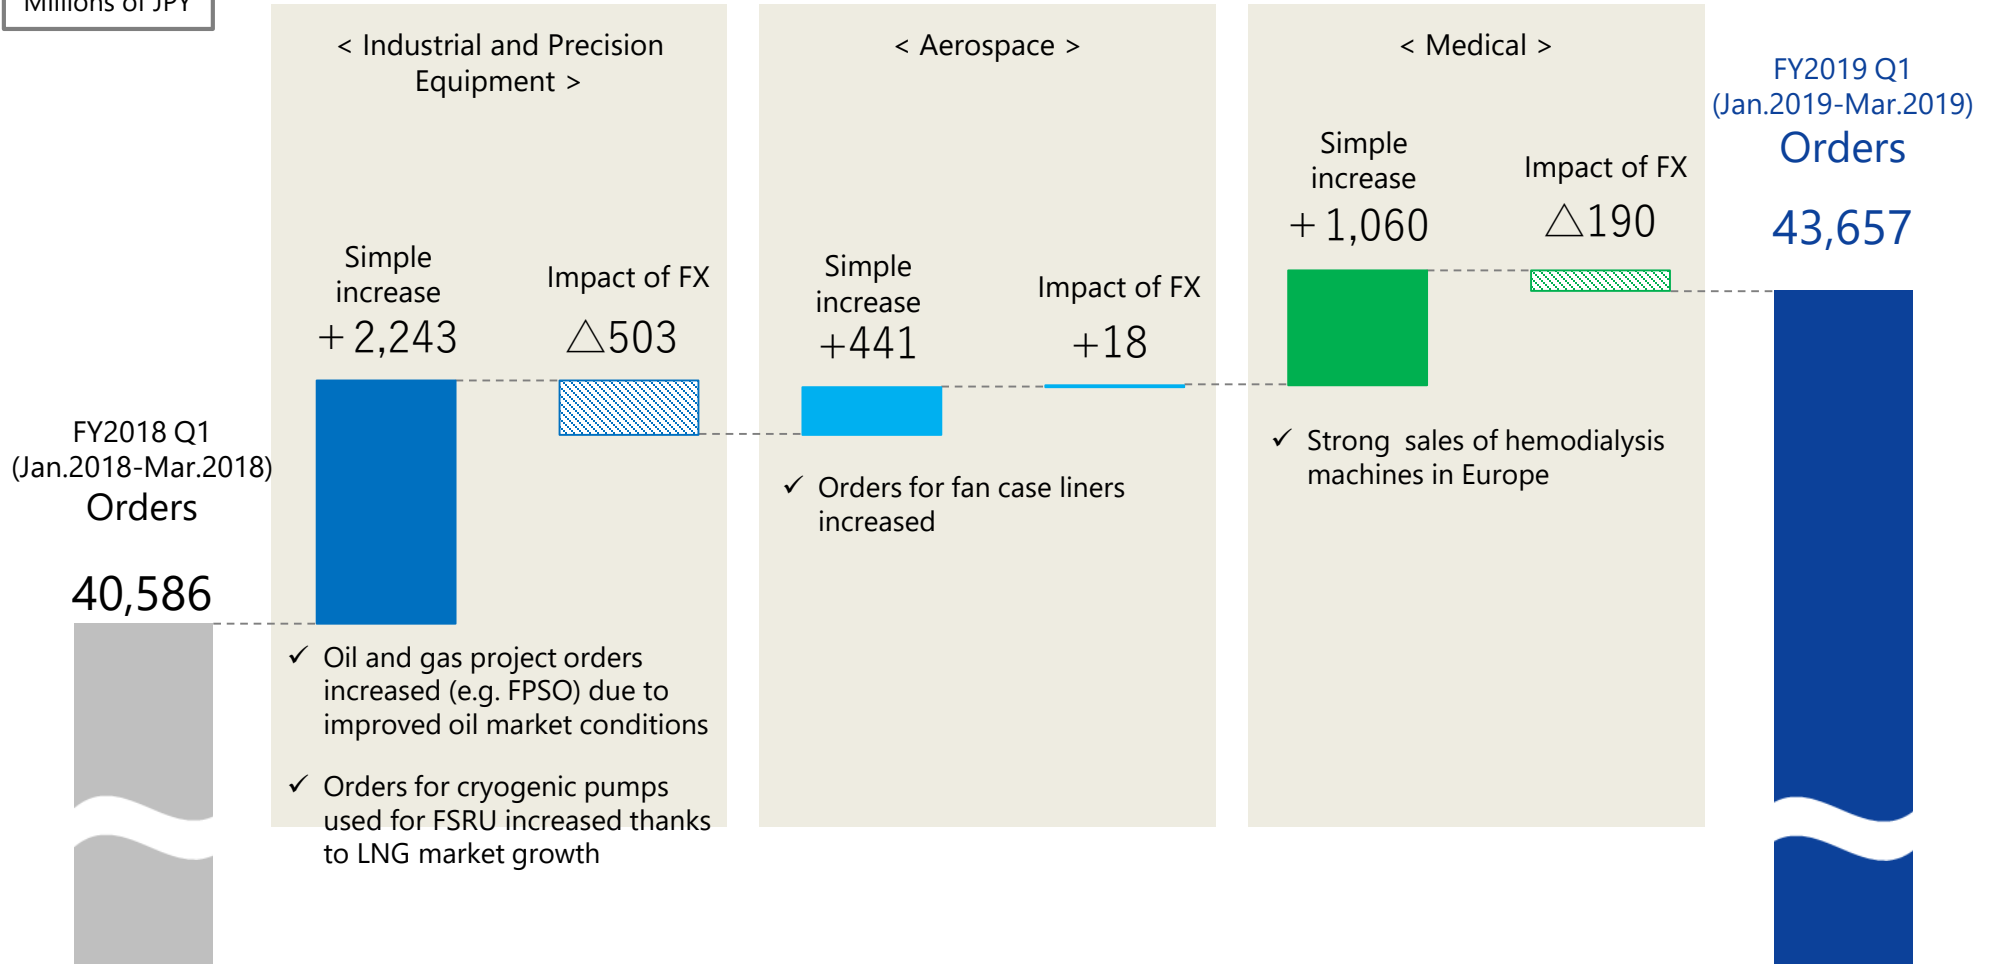 Millions of JPY
< Industrial and Precision
Equipment >
< Aerospace >
< Medical >
FY2019 Q1
(Jan.2019-Mar.2019)
Orders
43,657
Simple
increase
+1,060
Impact of FX
△190
Simple
increase
+2,243
Impact of FX
△503
Simple
increase
+441
Impact of FX
+18
FY2018 Q1
(Jan.2018-Mar.2018)
Orders
40,586
✓ Oil and gas project orders
increased (e.g. FPSO) due to
improved oil market conditions
✓ Orders for cryogenic pumps
used for FSRU increased thanks
to LNG market growth
✓ Orders for fan case liners
increased
✓ Strong  sales of hemodialysis
machines in Europe